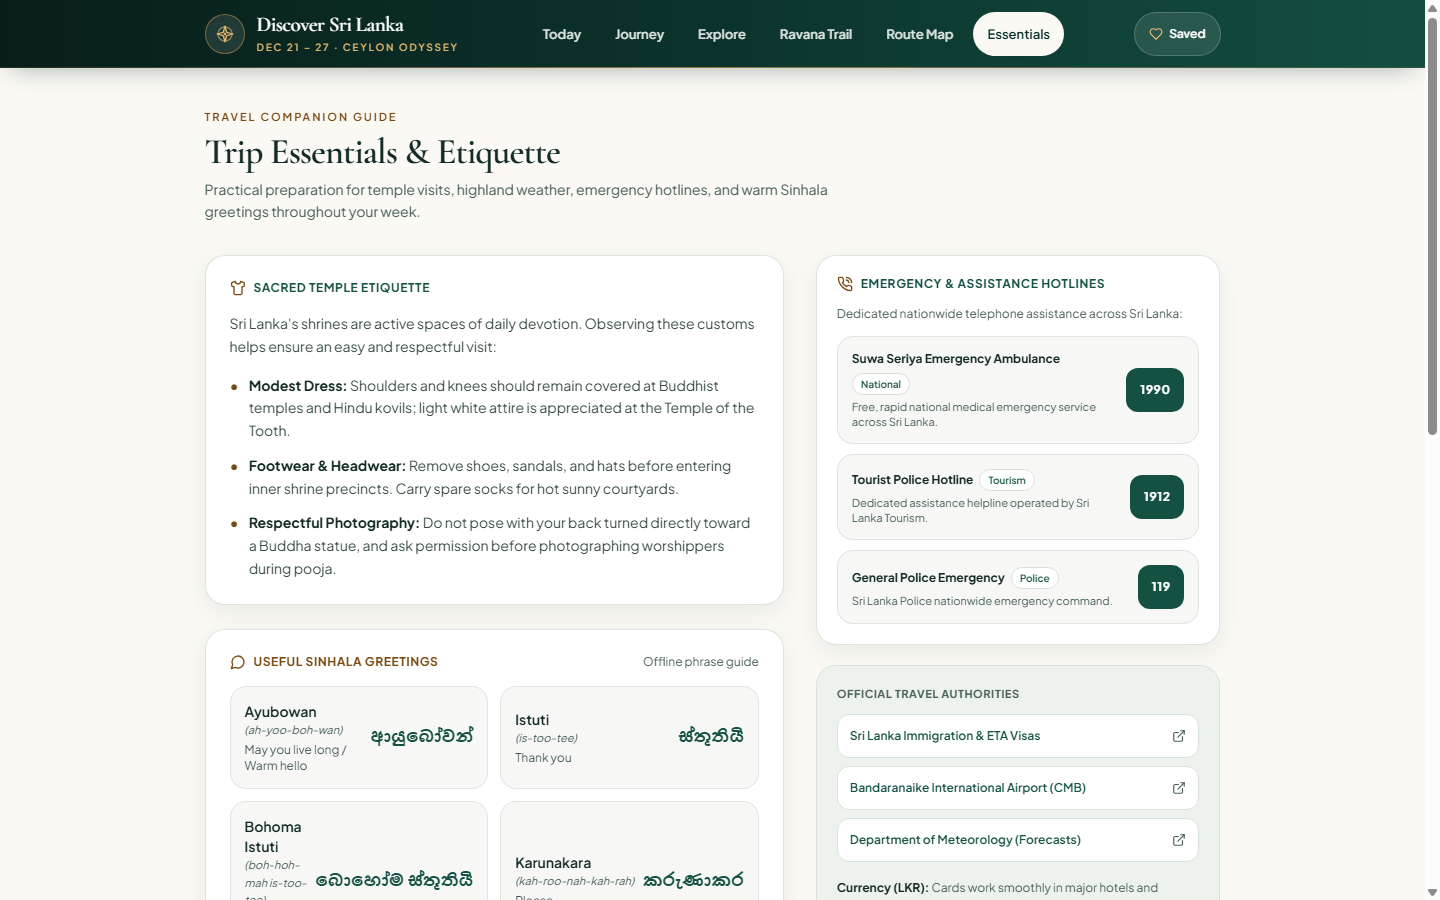 Discover Sri Lanka
DEC 21 – 27 · CEYLON ODYSSEY
Today
Journey
Explore
Ravana Trail
Route Map
Essentials
Saved
TRAVEL COMPANION GUIDE
Trip Essentials & Etiquette
Practical preparation for temple visits, highland weather, emergency hotlines, and warm Sinhala
greetings throughout your week.
SACRED TEMPLE ETIQUETTE
Sri Lanka's shrines are active spaces of daily devotion. Observing these customs
helps ensure an easy and respectful visit:
Modest Dress: Shoulders and knees should remain covered at Buddhist
temples and Hindu kovils; light white attire is appreciated at the Temple of the
Tooth.
Footwear & Headwear: Remove shoes, sandals, and hats before entering
inner shrine precincts. Carry spare socks for hot sunny courtyards.
Respectful Photography: Do not pose with your back turned directly toward
a Buddha statue, and ask permission before photographing worshippers
during pooja.
USEFUL SINHALA GREETINGS
Offline phrase guide
Ayubowan
(ah-yoo-boh-wan)
May you live long /
Warm hello
ආයුබෝවන්
Istuti
(is-too-tee)
Thank you
ස්තූතියි
Bohoma
Istuti
(boh-hoh-
mah is-too-
tee)
බොහෝම ස්තූතියි
Karunakara
(kah-roo-nah-kah-rah)
Please
කරුණාකර
EMERGENCY & ASSISTANCE HOTLINES
Dedicated nationwide telephone assistance across Sri Lanka:
Suwa Seriya Emergency Ambulance
National
Free, rapid national medical emergency service
across Sri Lanka.
1990
Tourist Police Hotline
Tourism
Dedicated assistance helpline operated by Sri
Lanka Tourism.
1912
General Police Emergency
Police
Sri Lanka Police nationwide emergency command.
119
OFFICIAL TRAVEL AUTHORITIES
Sri Lanka Immigration & ETA Visas
Bandaranaike International Airport (CMB)
Department of Meteorology (Forecasts)
Currency (LKR): Cards work smoothly in major hotels and